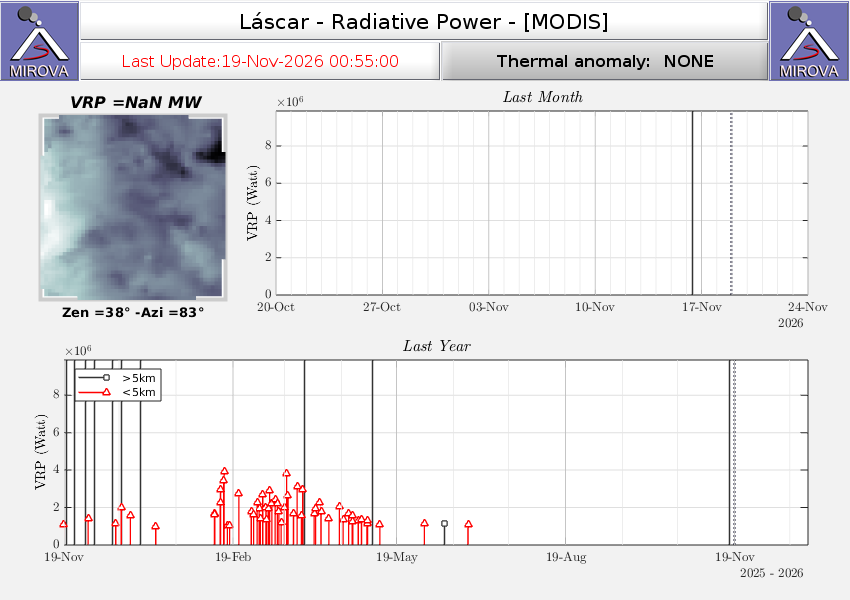 MIROVA
Láscar - Radiative Power - [MODIS]
Last Update:19-Nov-2026 00:55:00
Thermal anomaly: NONE
MIROVA
VRP =NaN MW
Zen =38° -Azi =83°
Last Month
×10⁶
VRP (Watt)
8
6
4
2
0
20-Oct 27-Oct 03-Nov 10-Nov 17-Nov 24-Nov
2026
Last Year
×10⁶
VRP (Watt)
>5km
<5km
8
6
4
2
0
19-Nov 19-Feb 19-May 19-Aug 19-Nov
2025 - 2026